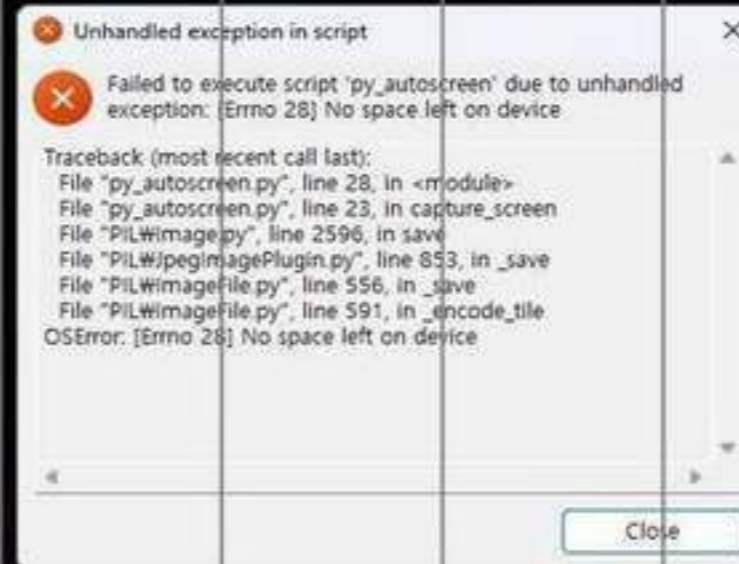 Unhandled exception in script
Failed to execute script 'py_autoscreen' due to unhandled
exception: [Errno 28] No space left on device
Traceback (most recent call last):
File "py_autoscreen.py", line 28, in <module>
File "py_autoscreen.py", line 23, in capture_screen
File "PIL₩Image.py", line 2596, in save
File "PIL₩JpegImagePlugin.py", line 853, in _save
File "PIL₩ImageFile.py", line 556, in _save
File "PIL₩ImageFile.py", line 591, in _encode_tile
OSError: [Errno 28] No space left on device
Close